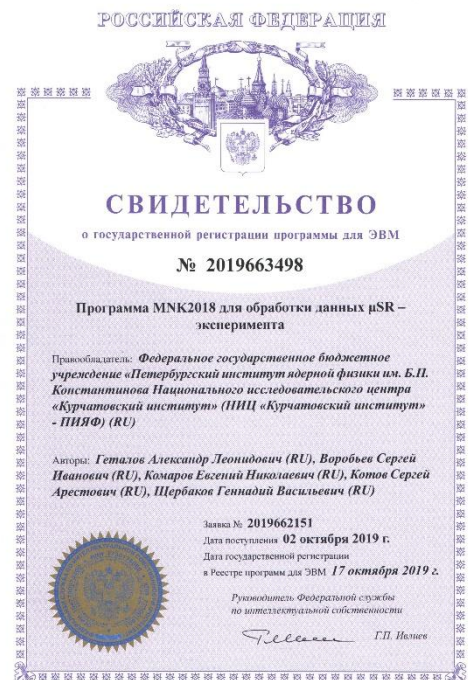 РОССИЙСКАЯ ФЕДЕРАЦИЯ
СВИДЕТЕЛЬСТВО
о государственной регистрации программы для ЭВМ
№ 2019663498
Программа MNK2018 для обработки данных μSR –
эксперимента
Правообладатель: Федеральное государственное бюджетное
учреждение «Петербургский институт ядерной физики им. Б.П.
Константинова Национального исследовательского центра
«Курчатовский институт» (НИЦ «Курчатовский институт»
- ПИЯФ) (RU)
Авторы: Геталов Александр Леонидович (RU), Воробьев Сергей
Иванович (RU), Комаров Евгений Николаевич (RU), Котов Сергей
Арестович (RU), Щербаков Геннадий Васильевич (RU)
Заявка № 2019662151
Дата поступления 02 октября 2019 г.
Дата государственной регистрации
в Реестре программ для ЭВМ 17 октября 2019 г.
Руководитель Федеральной службы
по интеллектуальной собственности
Г.П. Ивлиев